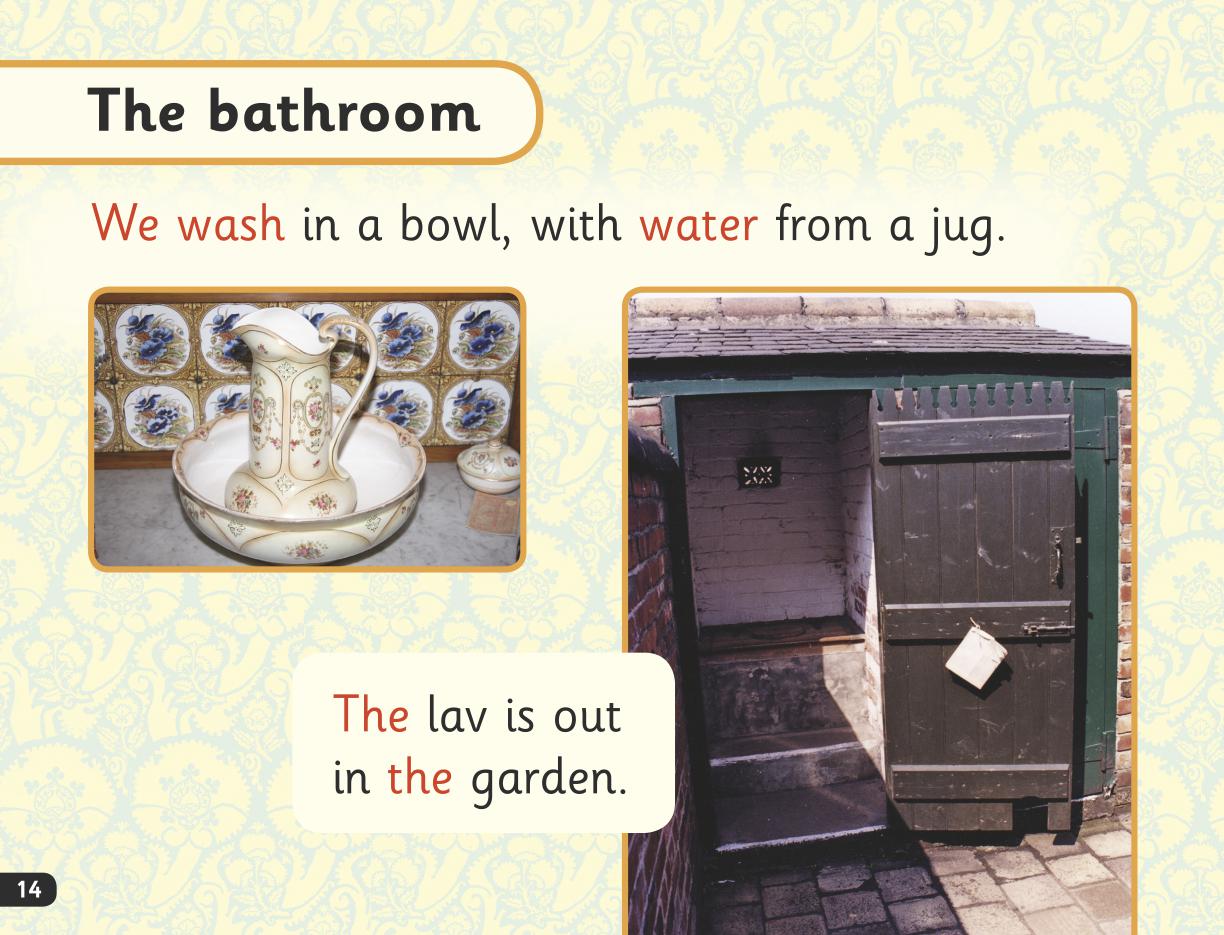 The bathroom
We wash in a bowl, with water from a jug.
The lav is out
in the garden.
14